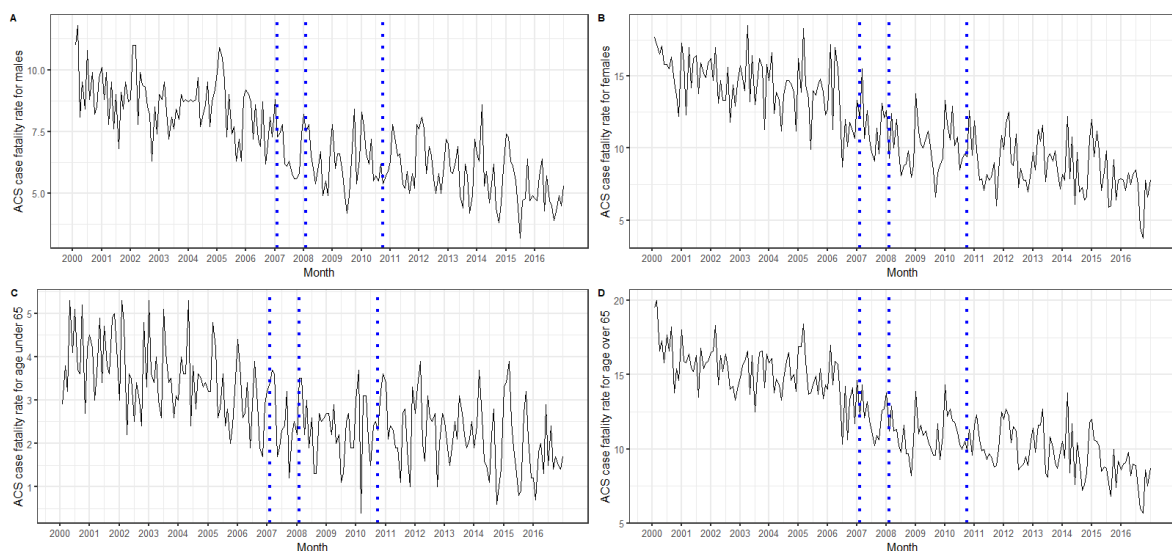 A
ACS case fatality rate for males
10.0
7.5
5.0
2000 2001 2002 2003 2004 2005 2006 2007 2008 2009 2010 2011 2012 2013 2014 2015 2016
Month
B
ACS case fatality rate for females
15
10
5
2000 2001 2002 2003 2004 2005 2006 2007 2008 2009 2010 2011 2012 2013 2014 2015 2016
Month
C
ACS case fatality rate for age under 65
5
4
3
2
1
2000 2001 2002 2003 2004 2005 2006 2007 2008 2009 2010 2011 2012 2013 2014 2015 2016
Month
D
ACS case fatality rate for age over 65
20
15
10
5
2000 2001 2002 2003 2004 2005 2006 2007 2008 2009 2010 2011 2012 2013 2014 2015 2016
Month